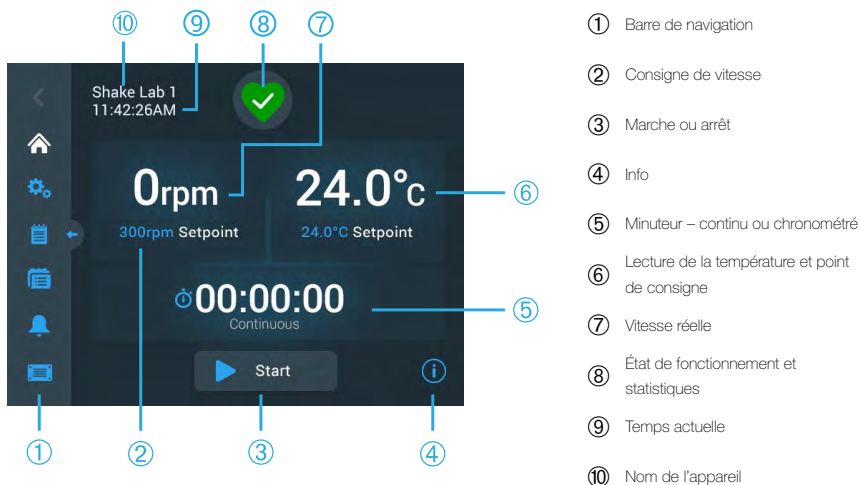 ⑩ ⑨ ⑧ ⑦
Shake Lab 1
11:42:26AM
0rpm
300rpm Setpoint
24.0°C
24.0°C Setpoint
⑥
00:00:00
Continuous
⑤
Start
① ② ③ ④
① Barre de navigation
② Consigne de vitesse
③ Marche ou arrêt
④ Info
⑤ Minuteur – continu ou chronométré
⑥ Lecture de la température et point
de consigne
⑦ Vitesse réelle
⑧ État de fonctionnement et
statistiques
⑨ Temps actuelle
⑩ Nom de l'appareil